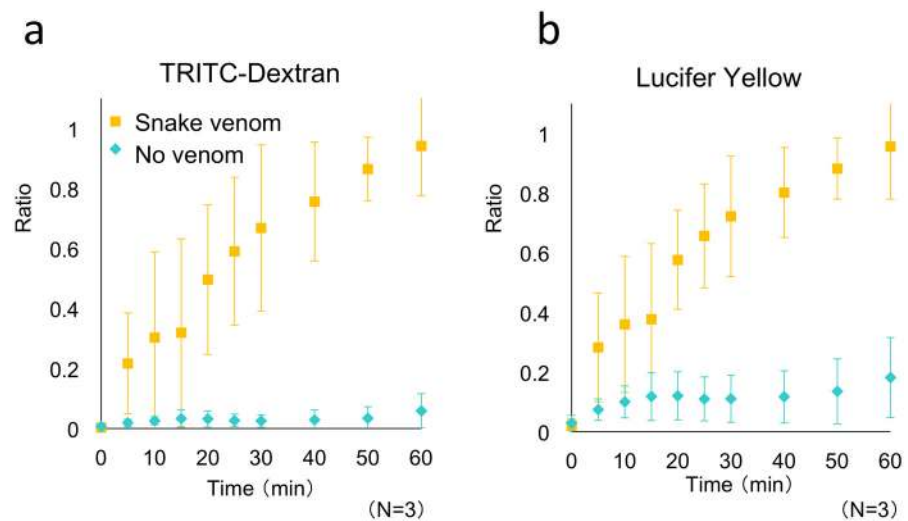 a
TRITC-Dextran
Snake venom
No venom
Ratio
1
0.8
0.6
0.4
0.2
0
0 10 20 30 40 50 60
Time (min)
(N=3)
b
Lucifer Yellow
Ratio
1
0.8
0.6
0.4
0.2
0
0 10 20 30 40 50 60
Time (min)
(N=3)